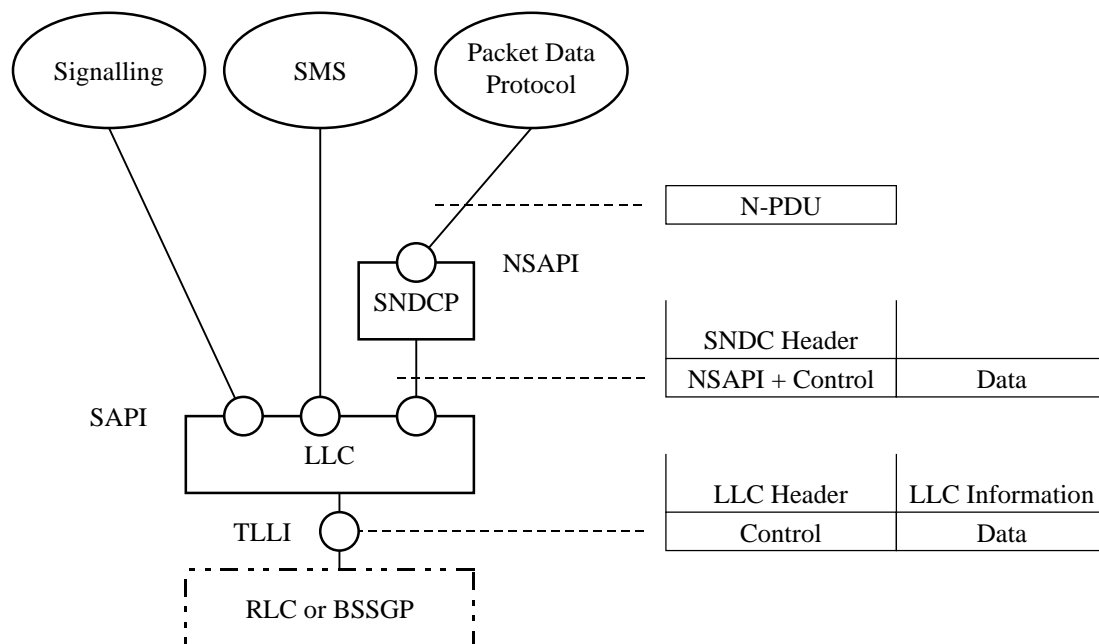 Signalling
SMS
Packet Data
Protocol
N-PDU
NSAPI
SNDCP
SNDC Header
NSAPI + Control
Data
SAPI
LLC
LLC Header
LLC Information
Control
Data
TLLI
RLC or BSSGP